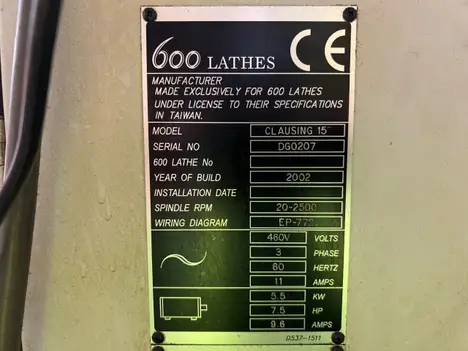 600 LATHES CE
MANUFACTURER
MADE EXCLUSIVELY FOR 600 LATHES
UNDER LICENSE TO THEIR SPECIFICATIONS
IN TAIWAN.
MODEL CLAUSING 15"
SERIAL NO DG0207
600 LATHE No
YEAR OF BUILD 2002
INSTALLATION DATE
SPINDLE RPM 20-2500
WIRING DIAGRAM
460V VOLTS
3 PHASE
60 HERTZ
11 AMPS
5.5 KW
7.5 HP
9.6 AMPS
DS37-1511